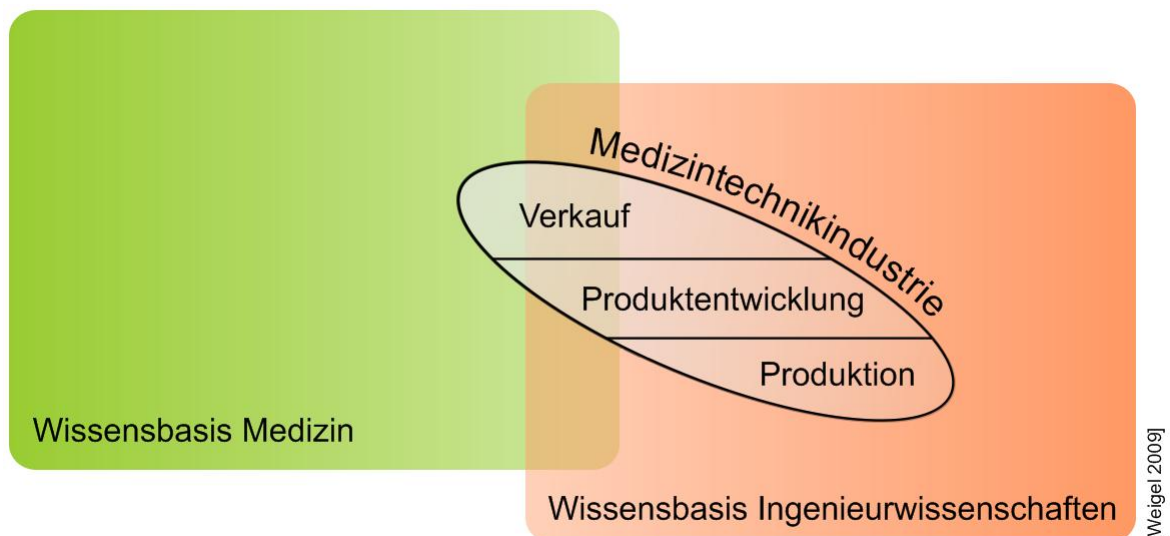 Medizintechnikindustrie
Verkauf
Produktentwicklung
Produktion
Wissensbasis Medizin
Wissensbasis Ingenieurwissenschaften
Weigel 2009]